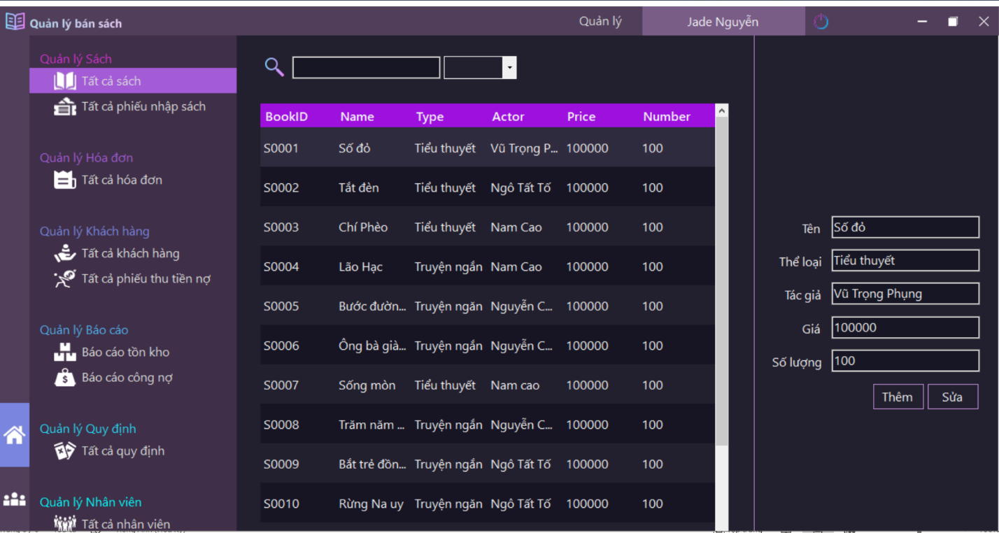 Quản lý bán sách
Quản lý
Jade Nguyễn
Quản lý Sách
Tất cả sách
Tất cả phiếu nhập sách
Quản lý Hóa đơn
Tất cả hóa đơn
Quản lý Khách hàng
Tất cả khách hàng
Tất cả phiếu thu tiền nợ
Quản lý Báo cáo
Báo cáo tồn kho
Báo cáo công nợ
Quản lý Quy định
Tất cả quy định
Quản lý Nhân viên
Tất cả nhân viên
BookID Name Type Actor Price Number
S0001 Số đỏ Tiểu thuyết Vũ Trọng P... 100000 100
S0002 Tắt đèn Tiểu thuyết Ngô Tất Tố 100000 100
S0003 Chí Phèo Tiểu thuyết Nam Cao 100000 100
S0004 Lão Hạc Truyện ngắn Nam Cao 100000 100
S0005 Bước đườn... Truyện ngăn Nguyễn C... 100000 100
S0006 Ông bà già... Truyện ngắn Nguyễn C... 100000 100
S0007 Sống mòn Tiểu thuyết Nam cao 100000 100
S0008 Trăm năm ... Truyện ngắn Nguyễn C... 100000 100
S0009 Bắt trẻ đồn... Truyện ngắn Ngô Tất Tố 100000 100
S0010 Rừng Na uy Truyện ngăn Ngô Tất Tố 100000 100
Tên Số đỏ
Thể loại Tiểu thuyết
Tác giả Vũ Trọng Phụng
Giá 100000
Số lượng 100
Thêm Sửa